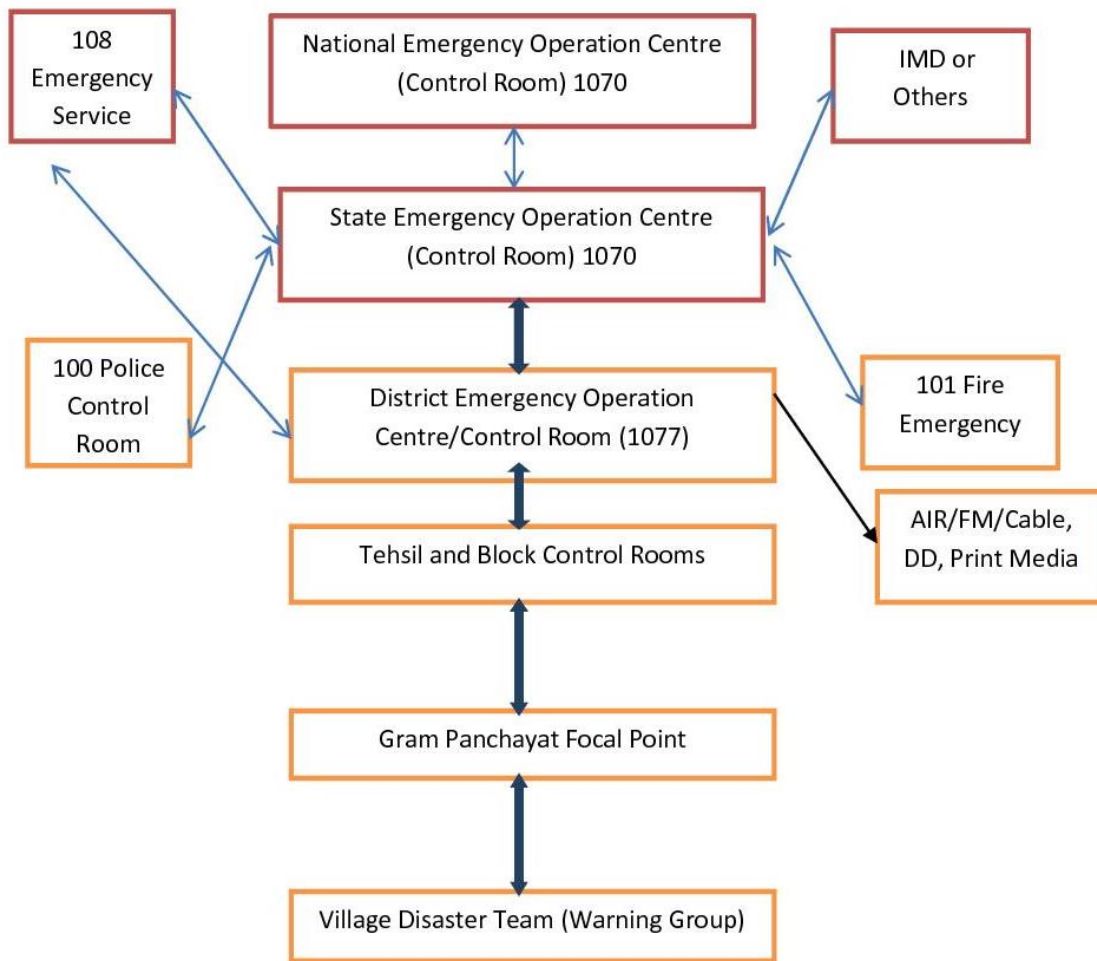 108
Emergency
Service
National Emergency Operation Centre
(Control Room) 1070
IMD or
Others
State Emergency Operation Centre
(Control Room) 1070
100 Police
Control
Room
District Emergency Operation
Centre/Control Room (1077)
101 Fire
Emergency
AIR/FM/Cable,
DD, Print Media
Tehsil and Block Control Rooms
Gram Panchayat Focal Point
Village Disaster Team (Warning Group)